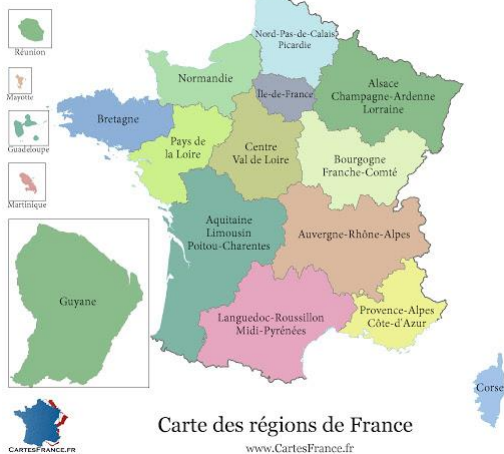 Réunion
Mayotte
Guadeloupe
Martinique
Guyane
Nord-Pas-de-Calais
Picardie
Normandie
Île-de-France
Alsace
Champagne-Ardenne
Lorraine
Bretagne
Pays de
la Loire
Centre
Val de Loire
Bourgogne
Franche-Comté
Aquitaine
Limousin
Poitou-Charentes
Auvergne-Rhône-Alpes
Languedoc-Roussillon
Midi-Pyrénées
Provence-Alpes
Côte-d'Azur
Corse
CARTESFRANCE.FR
Carte des régions de France
www.CartesFrance.fr